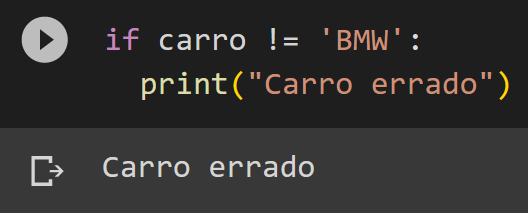 if carro != 'BMW':
print("Carro errado")
Carro errado